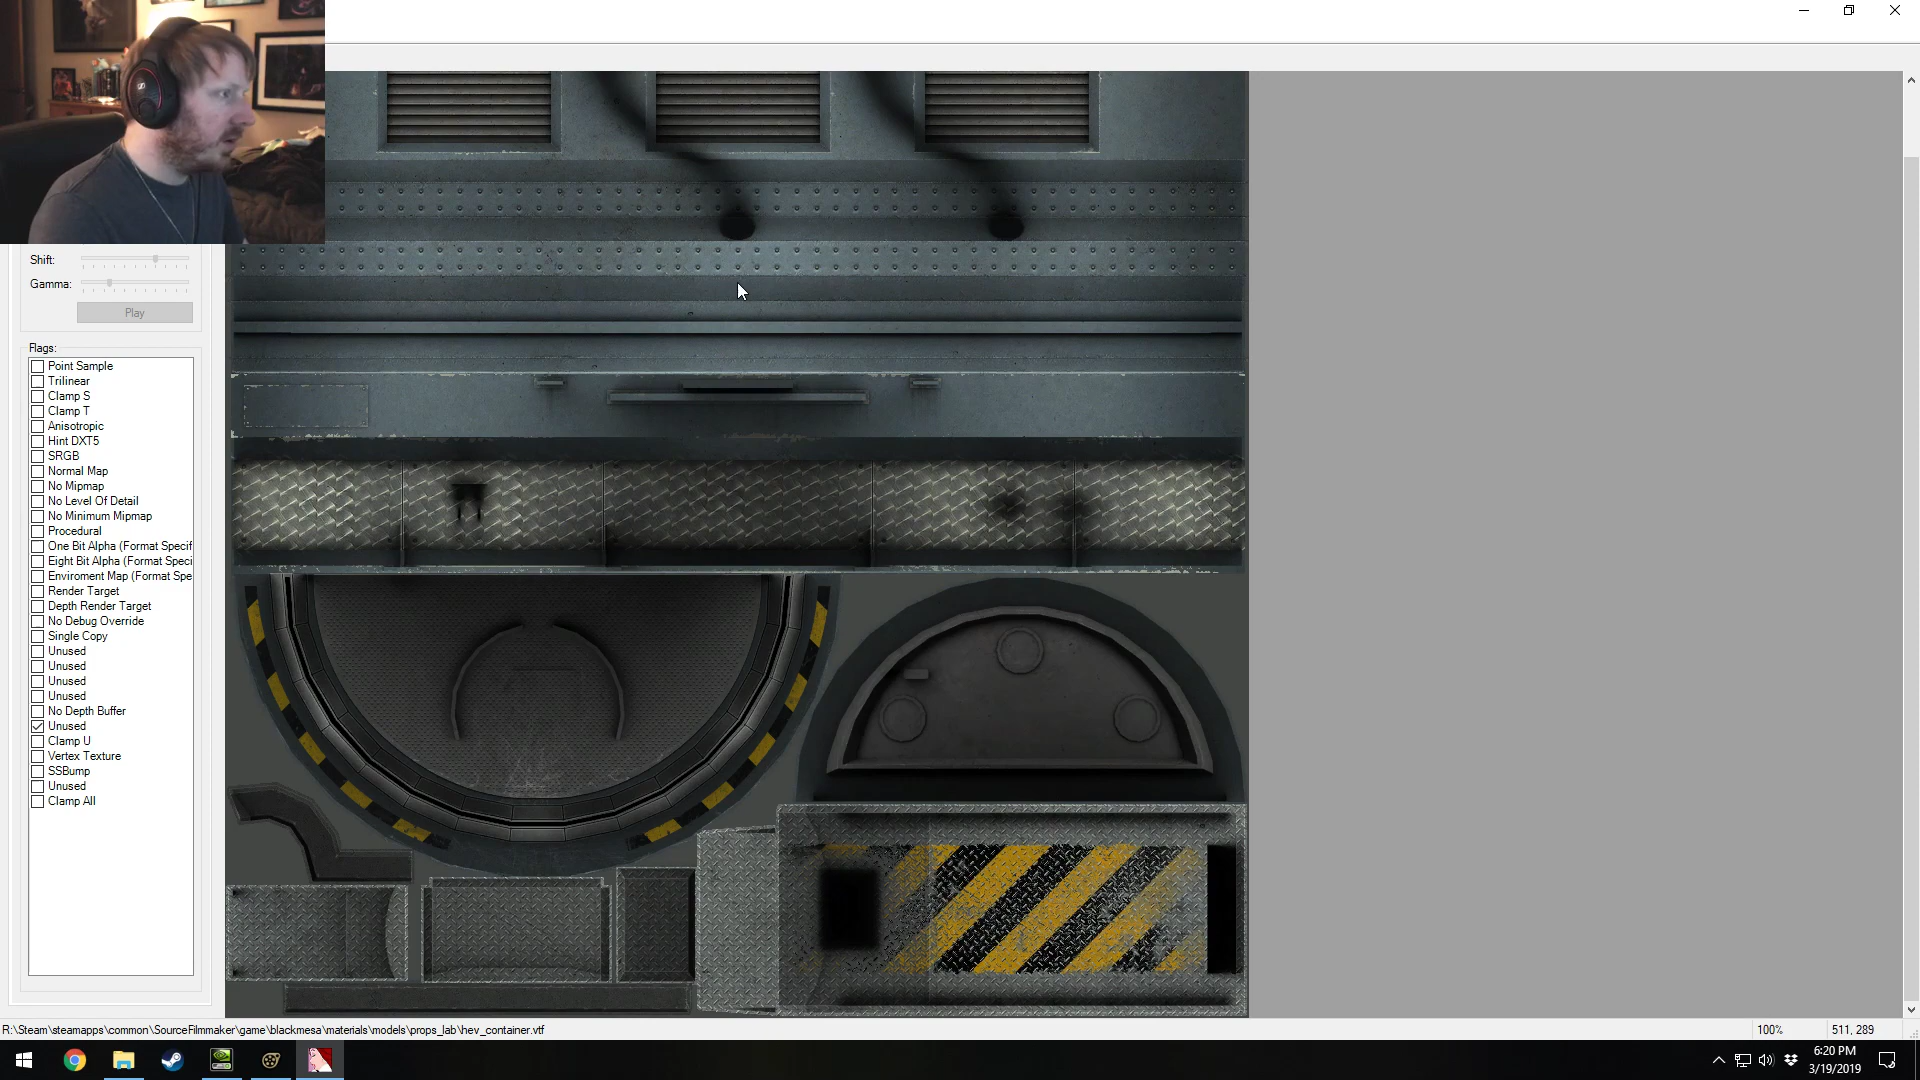 Shift:
Gamma:
Play
Flags:
Point Sample
Trilinear
Clamp S
Clamp T
Anisotropic
Hint DXT5
SRGB
Normal Map
No Mipmap
No Level Of Detail
No Minimum Mipmap
Procedural
One Bit Alpha (Format Specif
Eight Bit Alpha (Format Speci
Enviroment Map (Format Spe
Render Target
Depth Render Target
No Debug Override
Single Copy
Unused
Unused
Unused
Unused
No Depth Buffer
Unused
Clamp U
Vertex Texture
SSBump
Unused
Clamp All
R:\Steam\steamapps\common\SourceFilmmaker\game\blackmesa\materials\models\props_lab\hev_container.vtf
100%
511, 289
6:20 PM
3/19/2019